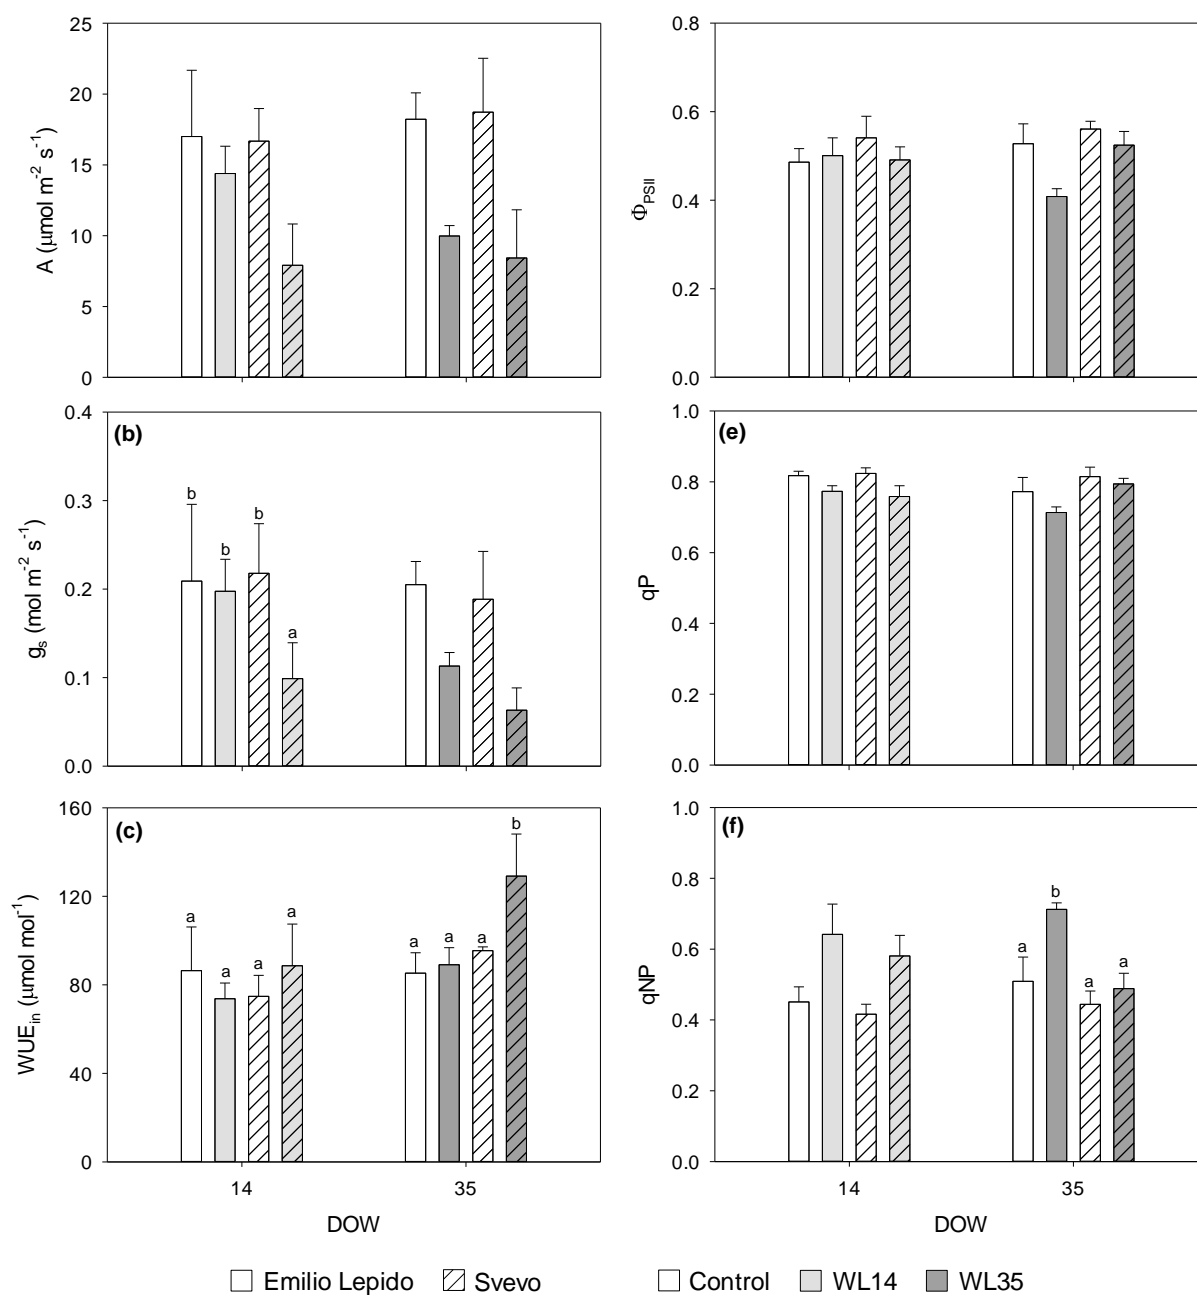 25
20
15
10
5
0
A (μmol m⁻² s⁻¹)
0.8
0.6
0.4
0.2
0.0
Φ_PSII
(b)
0.4
0.3
0.2
0.1
0.0
g_s (mol m⁻² s⁻¹)
b
b
b
a
(e)
1.0
0.8
0.6
0.4
0.2
0.0
qP
(c)
160
120
80
40
0
WUE_in (μmol mol⁻¹)
a
a
a
a
a
a
a
b
14
35
DOW
(f)
1.0
0.8
0.6
0.4
0.2
0.0
qNP
a
b
a
a
14
35
DOW
Emilio Lepido Svevo Control WL14 WL35